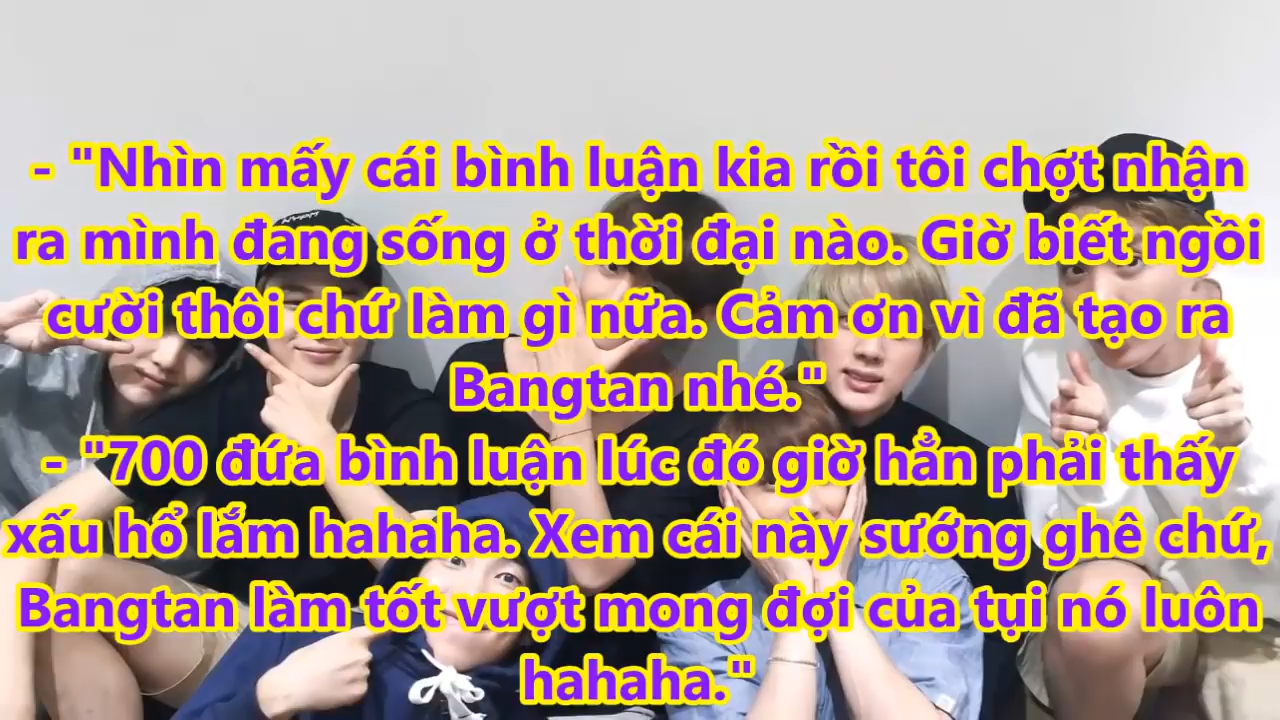 - "Nhìn mấy cái bình luận kia rồi tôi chợt nhận
ra mình đang sống ở thời đại nào. Giờ biết ngồi
cười thôi chứ làm gì nữa. Cảm ơn vì đã tạo ra
Bangtan nhé."
- "700 đứa bình luận lúc đó giờ hẳn phải thấy
xấu hổ lắm hahaha. Xem cái này sướng ghê chứ,
Bangtan làm tốt vượt mong đợi của tụi nó luôn
hahaha."